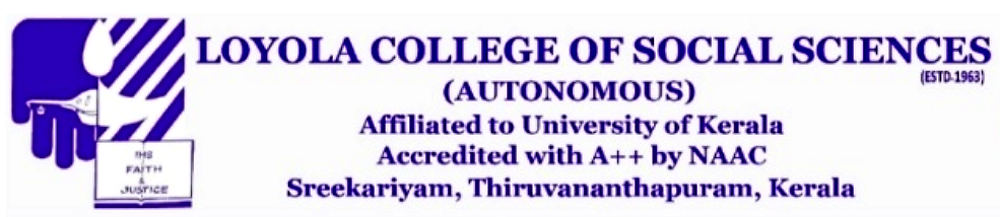 LOYOLA COLLEGE OF SOCIAL SCIENCES
(ESTD-1963)
(AUTONOMOUS)
Affiliated to University of Kerala
Accredited with A++ by NAAC
Sreekariyam, Thiruvananthapuram, Kerala
IHS
FAITH
&
JUSTICE